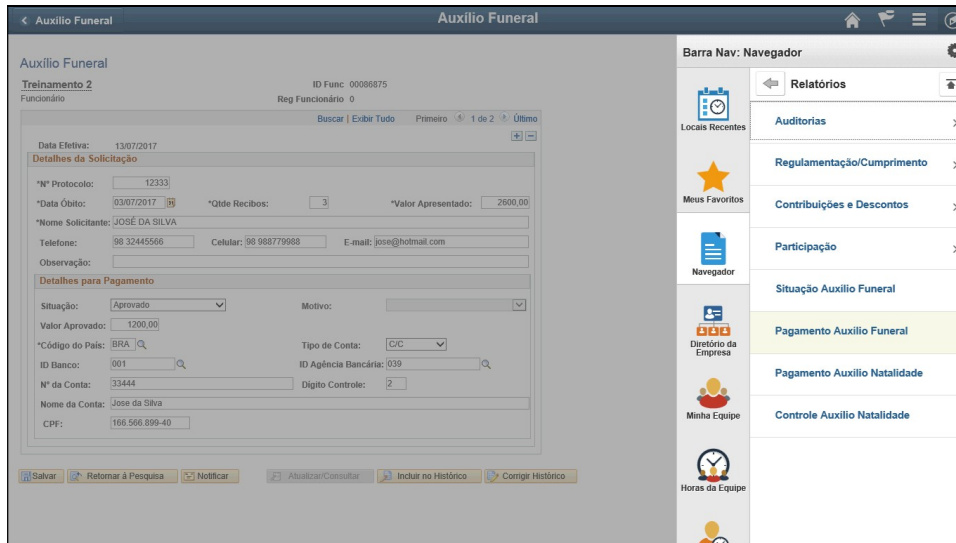 Auxílio Funeral
Auxílio Funeral
Auxílio Funeral
Treinamento 2
ID Func 00086875
Funcionário
Reg Funcionário 0
Buscar | Exibir Tudo Primeiro 1 de 2 Último
Data Efetiva: 13/07/2017
Detalhes da Solicitação
*Nº Protocolo: 12333
*Data Óbito: 03/07/2017 *Qtde Recibos: 3 *Valor Apresentado: 2600,00
*Nome Solicitante: JOSÉ DA SILVA
Telefone: 98 32445566 Celular: 98 988779988 E-mail: jose@hotmail.com
Observação:
Detalhes para Pagamento
Situação: Aprovado Motivo:
Valor Aprovado: 1200,00
*Código do País: BRA Tipo de Conta: C/C
ID Banco: 001 ID Agência Bancária: 039
Nº da Conta: 33444 Dígito Controle: 2
Nome da Conta: Jose da Silva
CPF: 166.566.899-40
Salvar Retornar à Pesquisa Notificar Atualizar/Consultar Incluir no Histórico Corrigir Histórico
Barra Nav: Navegador
Locais Recentes
Meus Favoritos
Navegador
Diretório da
Empresa
Minha Equipe
Horas da Equipe
Relatórios
Auditorias
Regulamentação/Cumprimento
Contribuições e Descontos
Participação
Situação Auxilio Funeral
Pagamento Auxilio Funeral
Pagamento Auxilio Natalidade
Controle Auxilio Natalidade